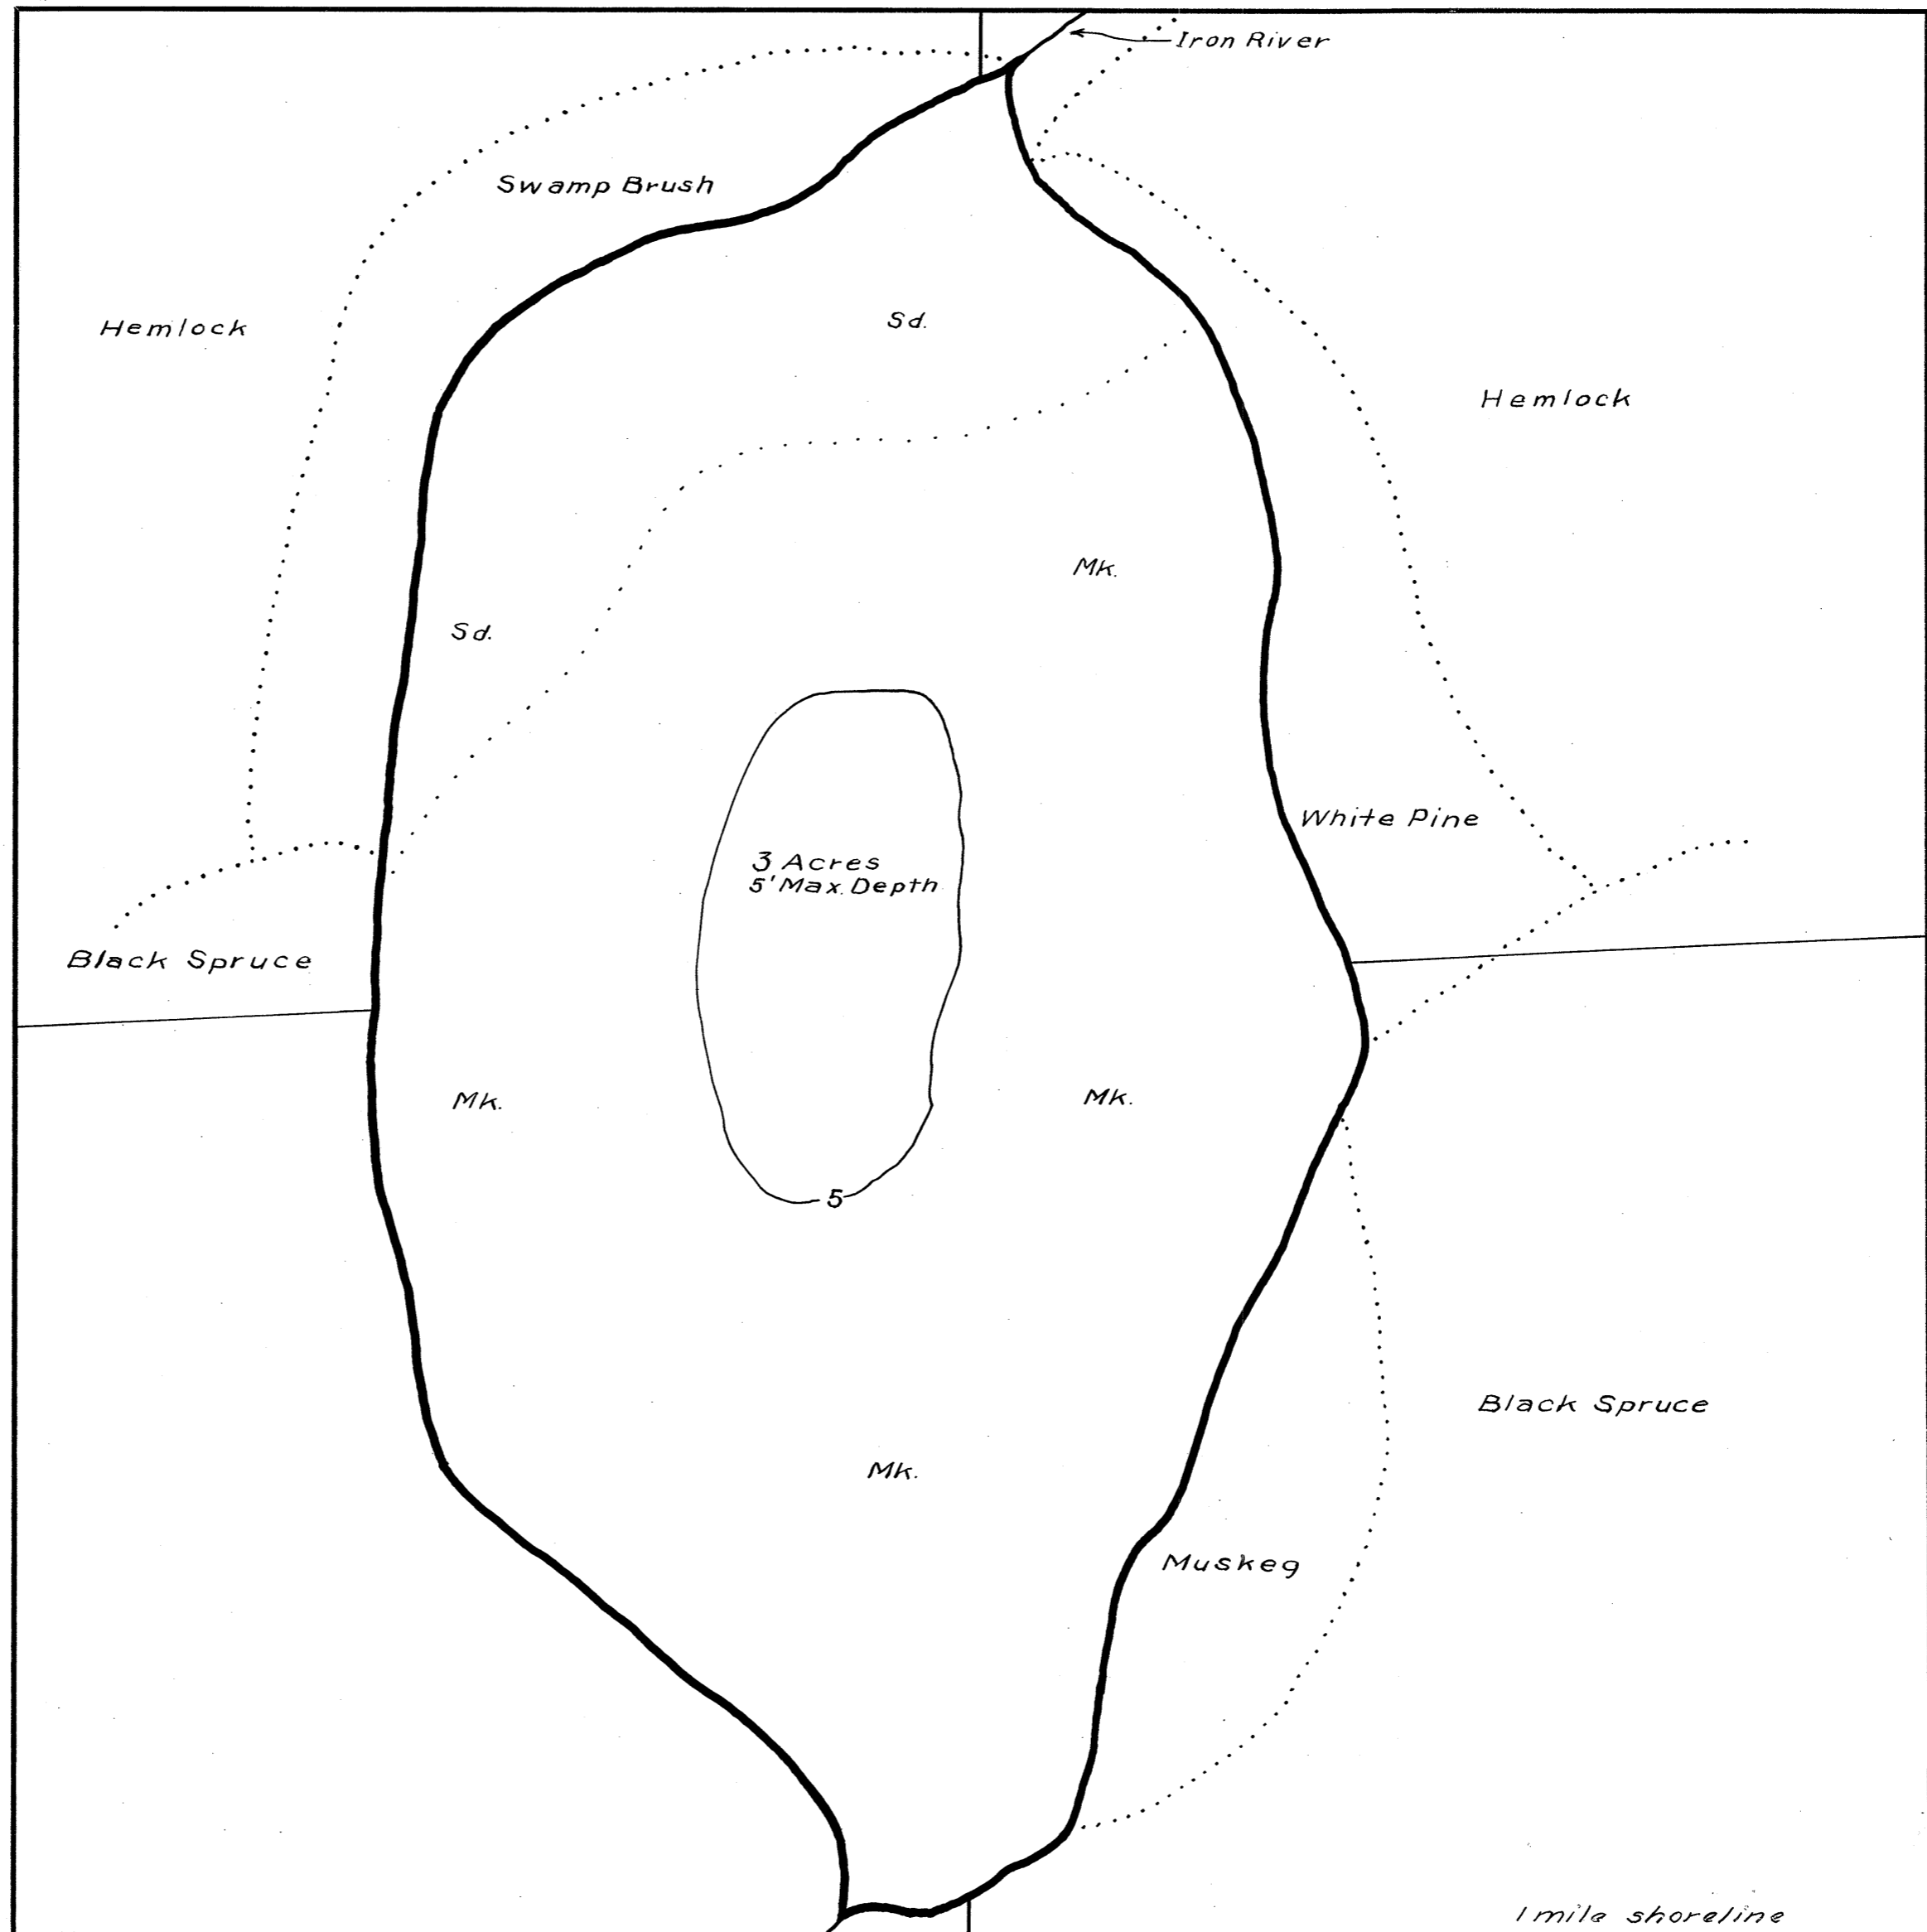 Iron River
Swamp Brush
Hemlock
Sd.
Hemlock
Mk.
Sd.
White Pine
3 Acres
5' Max. Depth
Black Spruce
Mk.
Mk.
5
Black Spruce
Mk.
Muskeg
1 mile shoreline